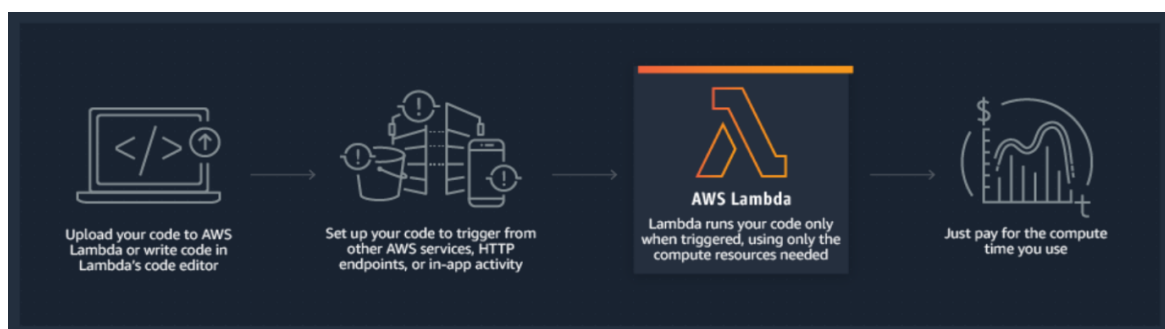 </>
Upload your code to AWS
Lambda or write code in
Lambda's code editor
Set up your code to trigger from
other AWS services, HTTP
endpoints, or in-app activity
AWS Lambda
Lambda runs your code only
when triggered, using only the
compute resources needed
$
t
Just pay for the compute
time you use